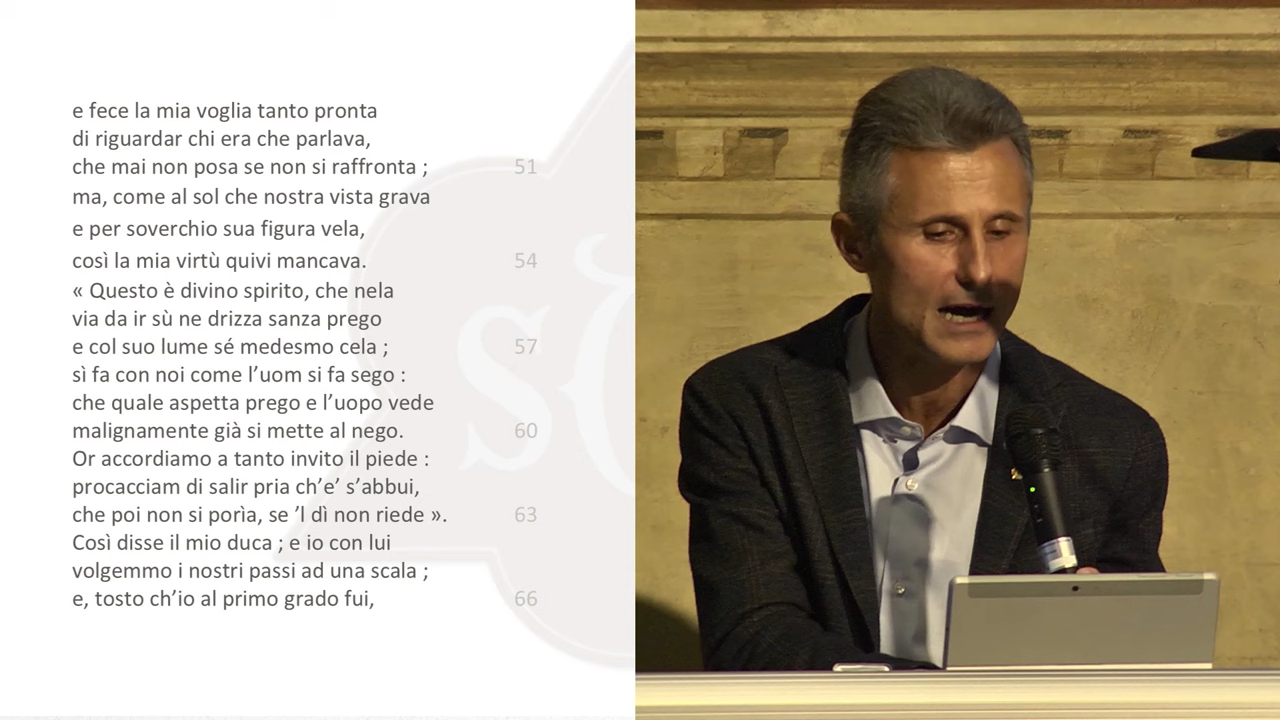 e fece la mia voglia tanto pronta
di riguardar chi era che parlava,
che mai non posa se non si raffronta ; 51
ma, come al sol che nostra vista grava
e per soverchio sua figura vela,
così la mia virtù quivi mancava. 54
« Questo è divino spirito, che nela
via da ir sù ne drizza sanza prego
e col suo lume sé medesmo cela ; 57
sì fa con noi come l’uom si fa sego :
che quale aspetta prego e l’uopo vede
malignamente già si mette al nego. 60
Or accordiamo a tanto invito il piede :
procacciam di salir pria ch’e’ s’abbui,
che poi non si porìa, se ’l dì non riede ». 63
Così disse il mio duca ; e io con lui
volgemmo i nostri passi ad una scala ;
e, tosto ch’io al primo grado fui, 66